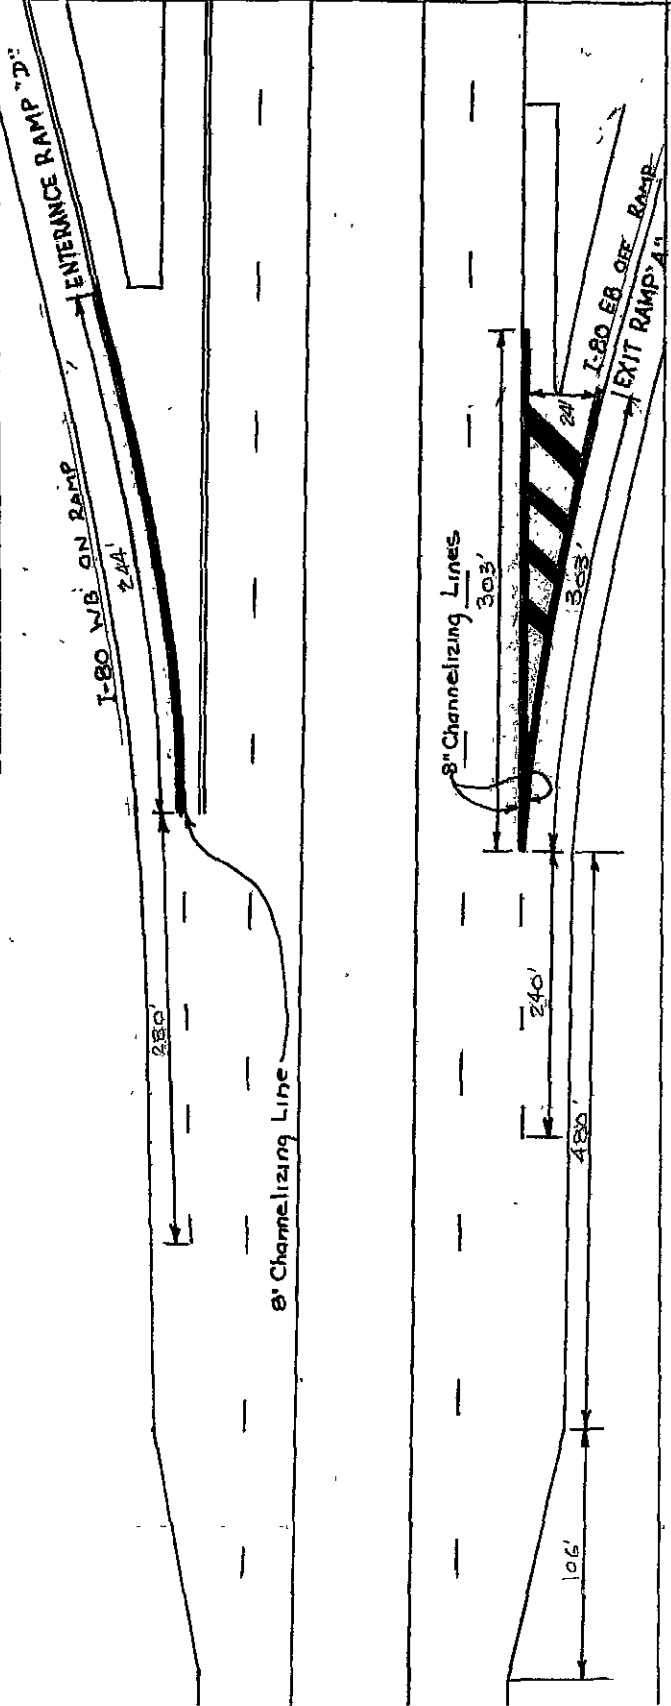 ENTERANCE RAMP "D"
I-80 WB ON RAMP
244'
280'
8' Channelizing Line
8" Channelizing Lines
303'
I-80 EB OFF RAMP
EXIT RAMP "A"
24'
303'
240'
480'
106'